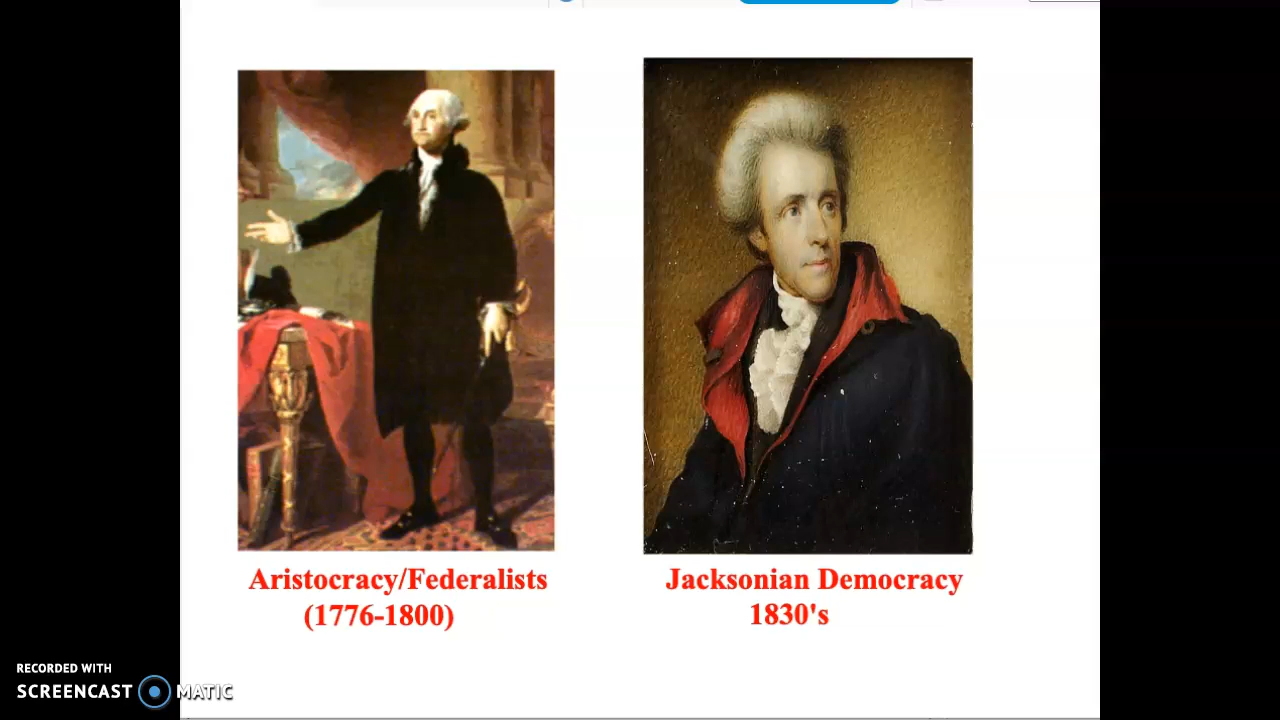 Aristocracy/Federalists
(1776-1800)
Jacksonian Democracy
1830's
RECORDED WITH
SCREENCAST MATIC